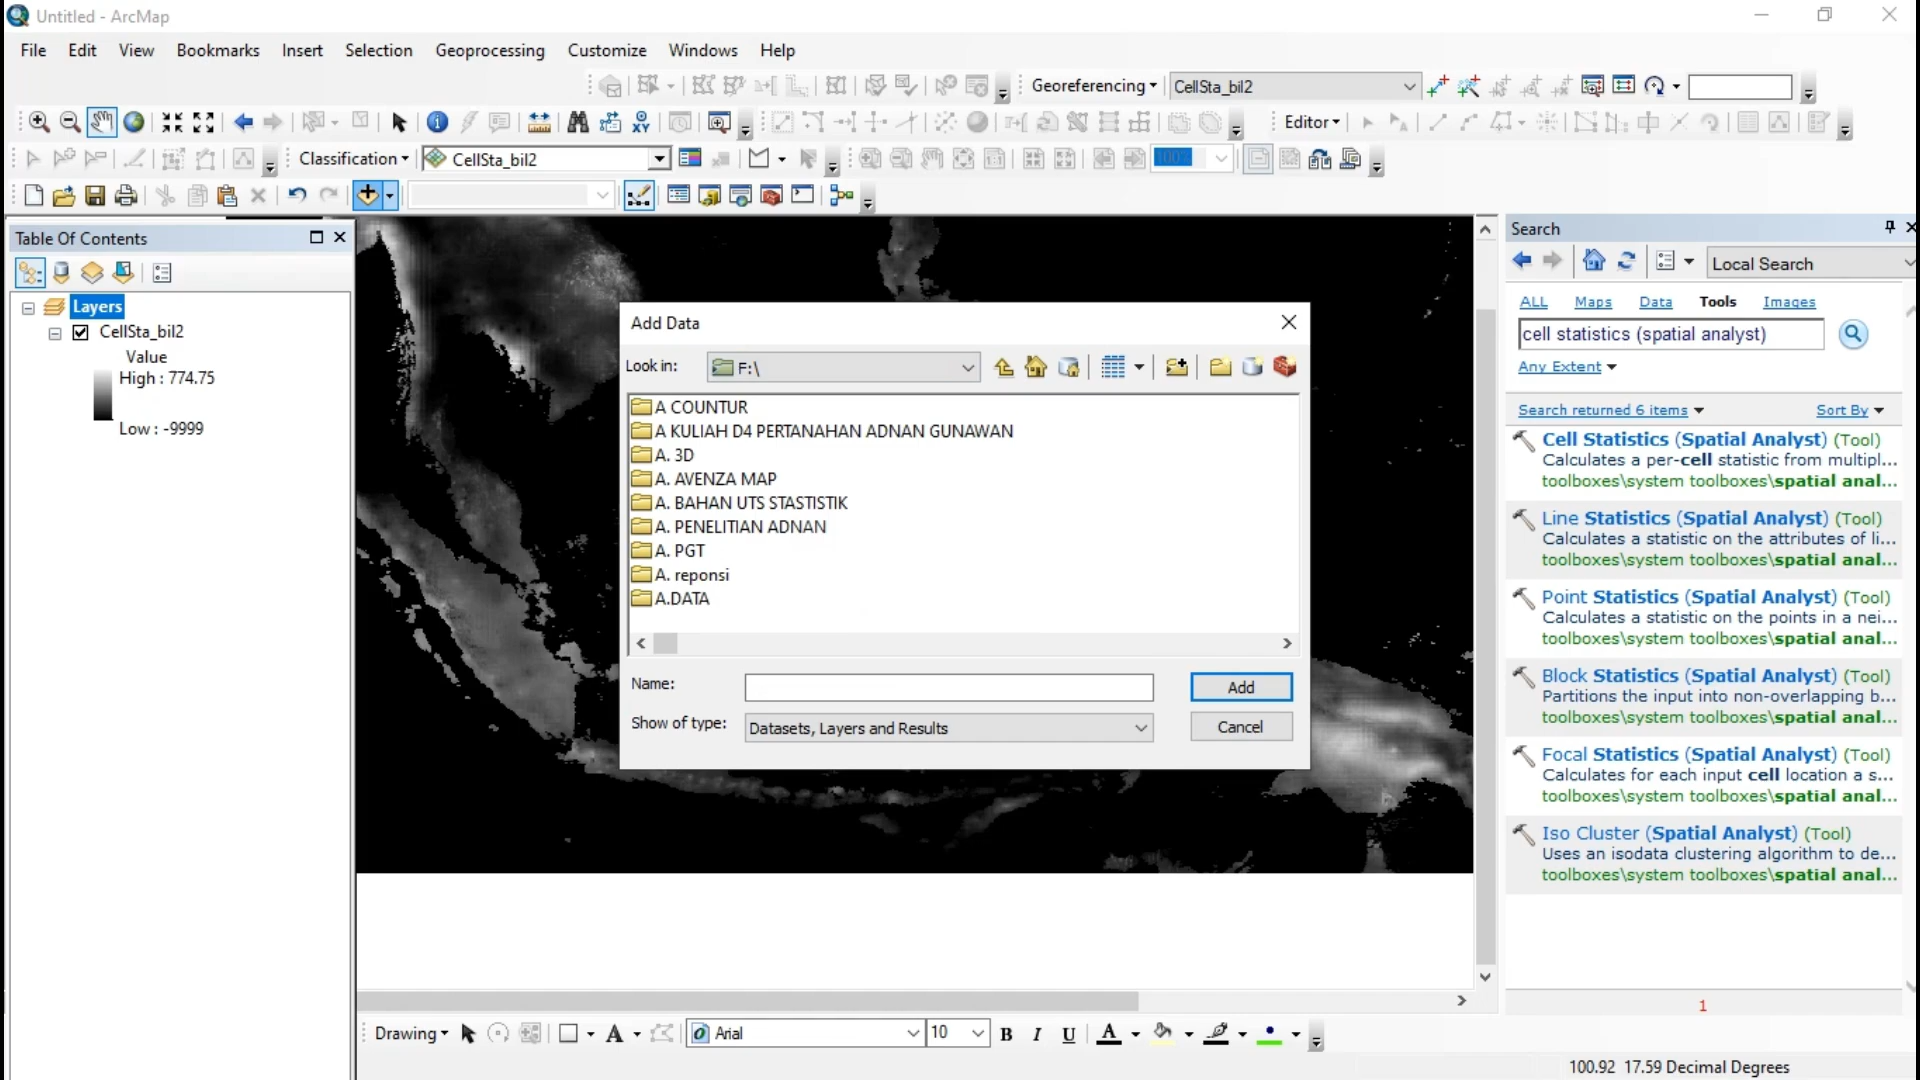 Untitled - ArcMap
File Edit View Bookmarks Insert Selection Geoprocessing Customize Windows Help
Georeferencing CellSta_bil2
Editor
Classification CellSta_bil2 100%
Table Of Contents
Layers
CellSta_bil2
Value
High : 774.75
Low : -9999
Add Data
Look in: F:\
A COUNTUR
A KULIAH D4 PERTANAHAN ADNAN GUNAWAN
A. 3D
A. AVENZA MAP
A. BAHAN UTS STASTISTIK
A. PENELITIAN ADNAN
A. PGT
A. reponsi
A.DATA
Name: Add
Show of type: Datasets, Layers and Results Cancel
Search
Local Search
ALL Maps Data Tools Images
cell statistics (spatial analyst)
Any Extent
Search returned 6 items Sort By
Cell Statistics (Spatial Analyst) (Tool)
Calculates a per-cell statistic from multipl...
toolboxes\system toolboxes\spatial anal...
Line Statistics (Spatial Analyst) (Tool)
Calculates a statistic on the attributes of li...
toolboxes\system toolboxes\spatial anal...
Point Statistics (Spatial Analyst) (Tool)
Calculates a statistic on the points in a nei...
toolboxes\system toolboxes\spatial anal...
Block Statistics (Spatial Analyst) (Tool)
Partitions the input into non-overlapping b...
toolboxes\system toolboxes\spatial anal...
Focal Statistics (Spatial Analyst) (Tool)
Calculates for each input cell location a s...
toolboxes\system toolboxes\spatial anal...
Iso Cluster (Spatial Analyst) (Tool)
Uses an isodata clustering algorithm to de...
toolboxes\system toolboxes\spatial anal...
1
Drawing A Arial 10 B I U A
100.92 17.59 Decimal Degrees